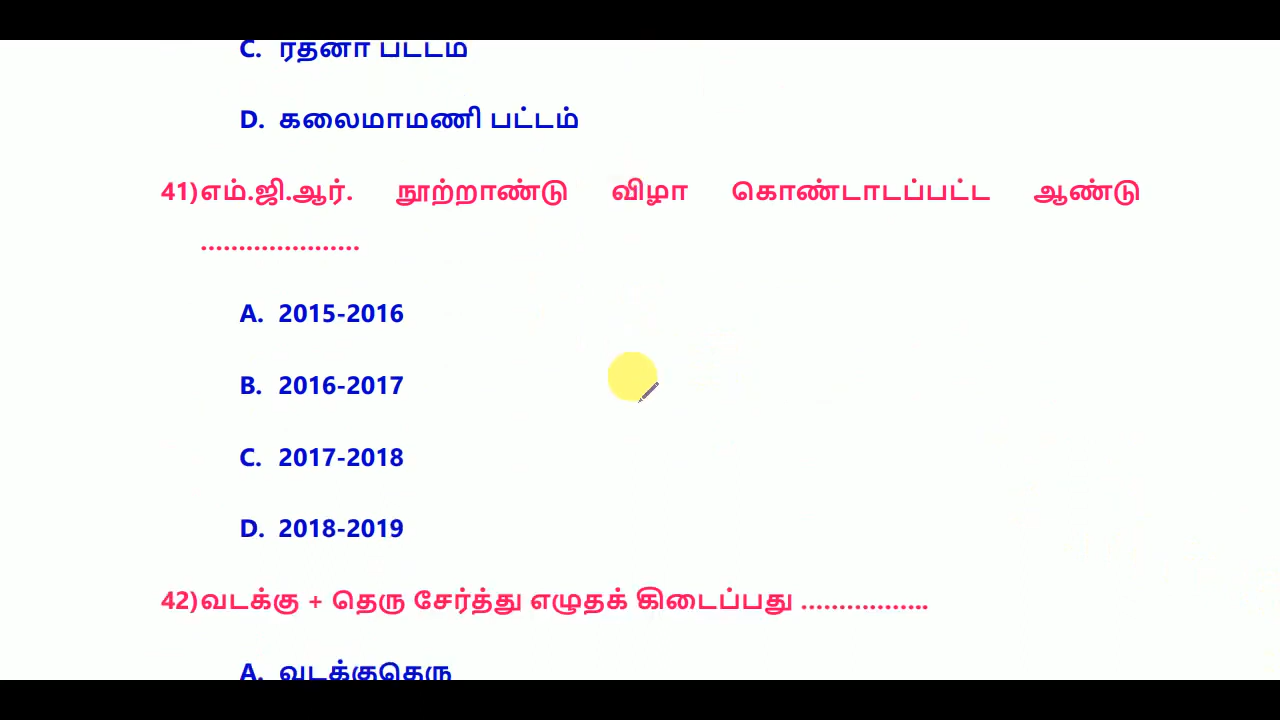 C. ரத்னா பட்டம்
D. கலைமாமணி பட்டம்
41)எம்.ஜி.ஆர். நூற்றாண்டு விழா கொண்டாடப்பட்ட ஆண்டு
.....................
A. 2015-2016
B. 2016-2017
C. 2017-2018
D. 2018-2019
42)வடக்கு + தெரு சேர்த்து எழுதக் கிடைப்பது .................
A. வடக்குதெரு